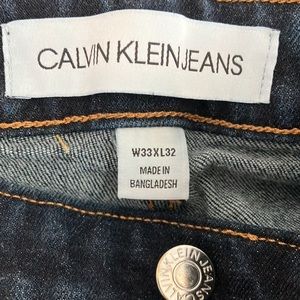 CALVIN KLEIN JEANS
W33XL32
MADE IN
BANGLADESH
CALVIN KLEIN JEANS